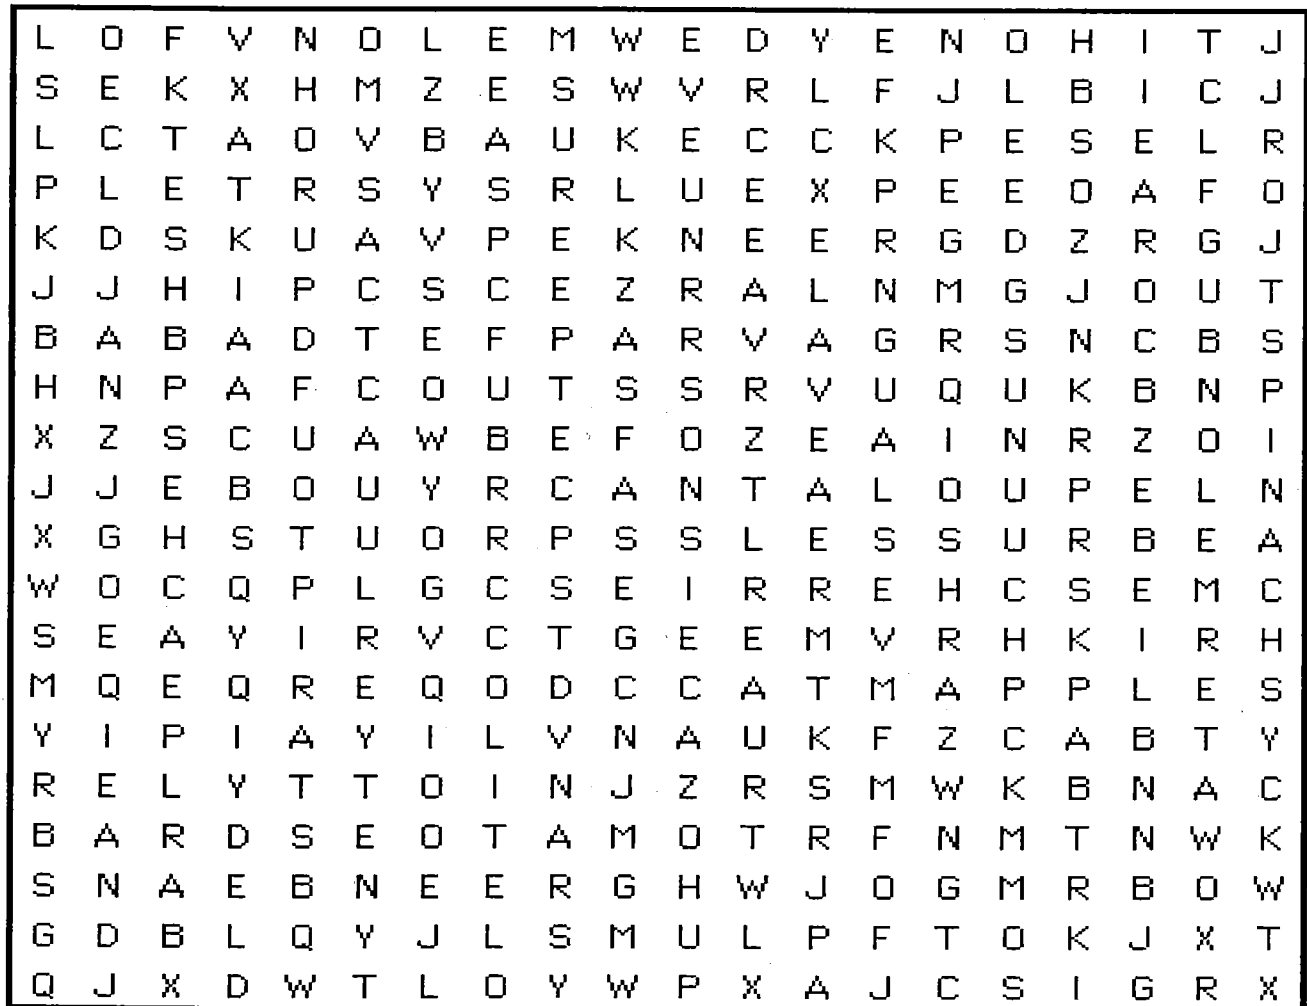 L O F V N O L E M W E D Y E N O H I T J
S E K X H M Z E S W V R L F J L B I C J
L C T A O V B A U K E C C K P E S E L R
P L E T R S Y S R L U E X P E E O A F O
K D S K U A V P E K N E E R G D Z R G J
J J H I P C S C E Z R A L N M G J O U T
B A B A D T E F P A R V A G R S N C B S
H N P A F C O U T S S R V U Q U K B N P
X Z S C U A W B E F O Z E A I N R Z O I
J J E B O U Y R C A N T A L O U P E L N
X G H S T U O R P S S L E S S U R B E A
W O C Q P L G C S E I R R E H C S E M C
S E A Y I R V C T G E E M V R H K I R H
M Q E Q R E Q O D C C A T M A P P L E S
Y I P I A Y I L V N A U K F Z C A B T Y
R E L Y T T O I N J Z R S M W K B N A C
B A R D S E O T A M O T R F N M T N W K
S N A E B N E E R G H W J O G M R B O W
G D B L Q Y J L S M U L P F T O K J X T
Q J X D W T L O Y W P X A J C S I G R X